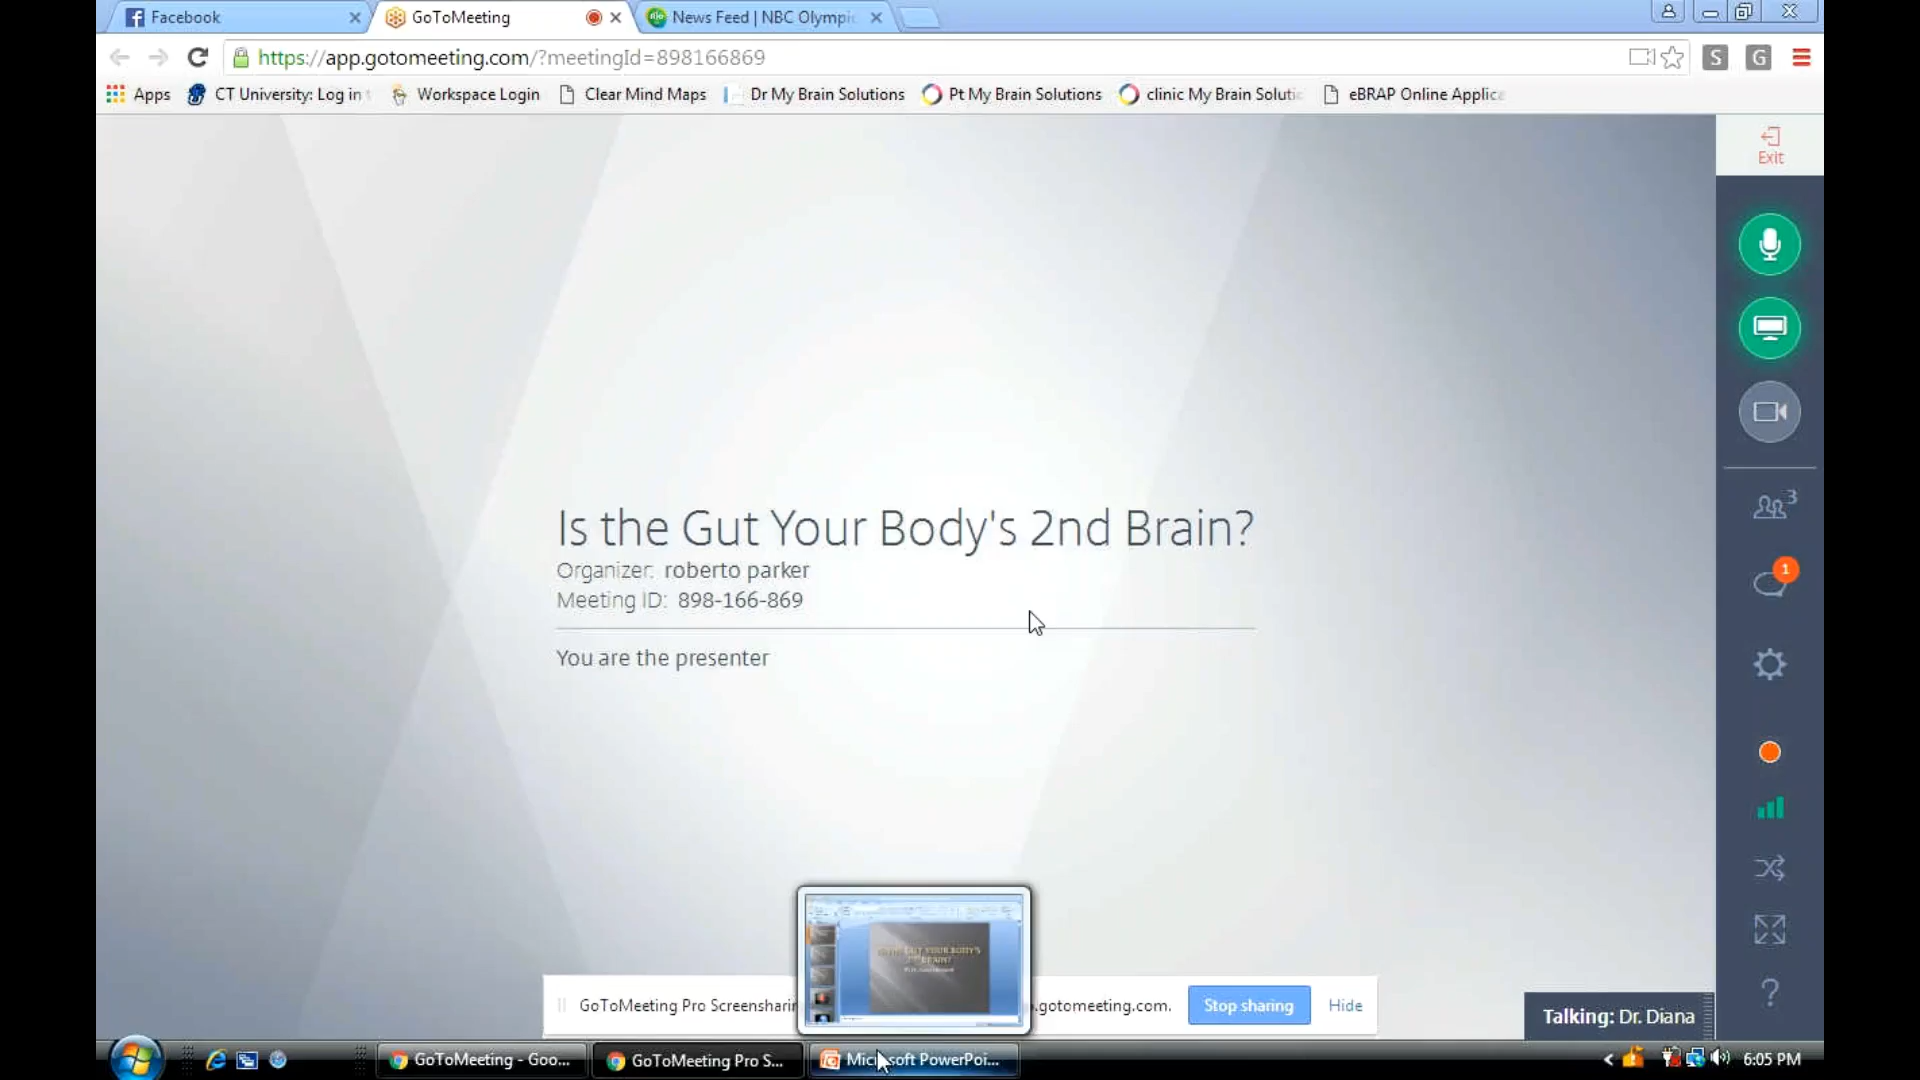 Facebook
GoToMeeting
News Feed | NBC Olympic
https://app.gotomeeting.com/?meetingId=898166869
S
G
Apps
CT University: Log in
Workspace Login
Clear Mind Maps
Dr My Brain Solutions
Pt My Brain Solutions
clinic My Brain Soluti
eBRAP Online Applica
Exit
3
1
Is the Gut Your Body's 2nd Brain?
Organizer: roberto parker
Meeting ID: 898-166-869
You are the presenter
GoToMeeting Pro Screensharin
.gotomeeting.com.
Stop sharing
Hide
Talking: Dr. Diana
GoToMeeting - Goo...
GoToMeeting Pro S...
Microsoft PowerPoi...
6:05 PM